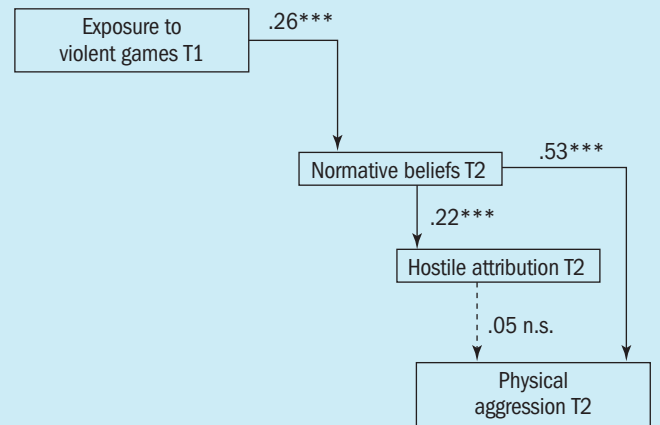 Exposure to
violent games T1
.26***
Normative beliefs T2
.53***
.22***
Hostile attribution T2
.05 n.s.
Physical
aggression T2